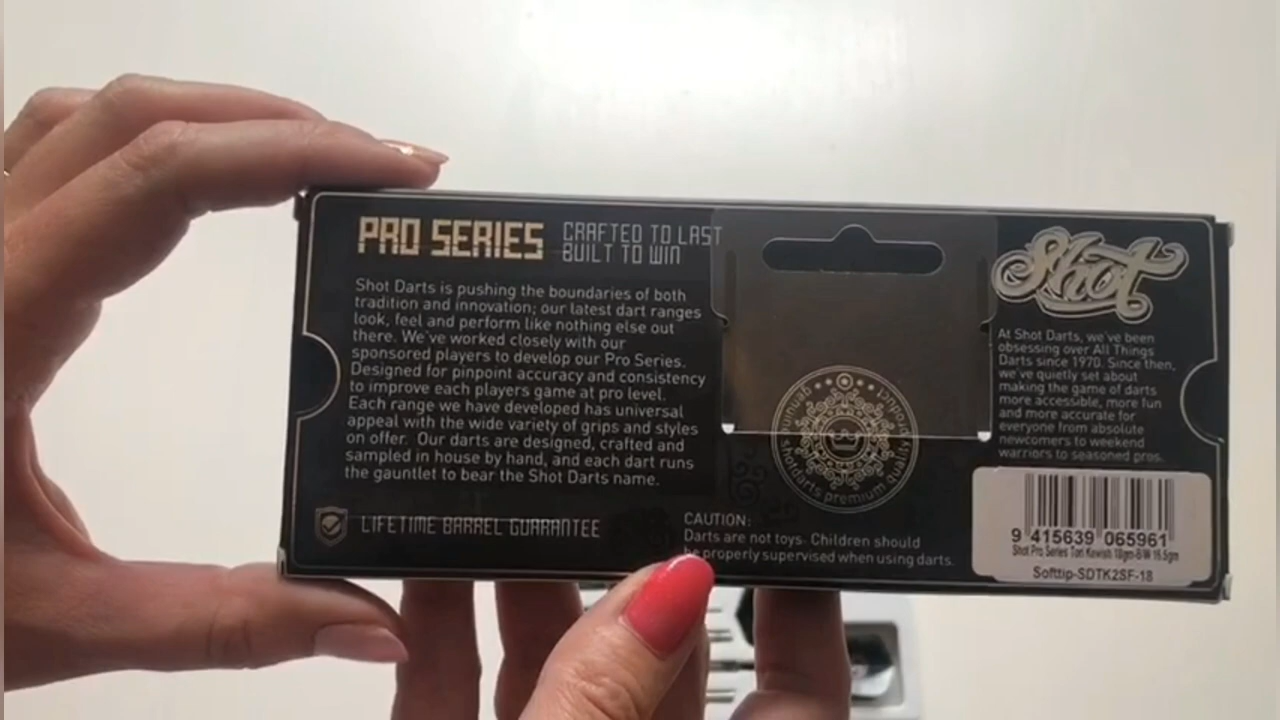 PRO SERIES
CRAFTED TO LAST
BUILT TO WIN
Shot Darts is pushing the boundaries of both
tradition and innovation; our latest dart ranges
look, feel and perform like nothing else out
there. We've worked closely with our
sponsored players to develop our Pro Series.
Designed for pinpoint accuracy and consistency
to improve each players game at pro level.
Each range we have developed has universal
appeal with the wide variety of grips and styles
on offer. Our darts are designed, crafted and
sampled in house by hand, and each dart runs
the gauntlet to bear the Shot Darts name.
LIFETIME BARREL GUARANTEE
genuine product
shotdarts premium quality
CAUTION:
Darts are not toys. Children should
be properly supervised when using darts.
Shot
At Shot Darts, we've been
obsessing over All Things
Darts since 1970. Since then,
we've quietly set about
making the game of darts
more accessible, more fun
and more accurate for
everyone from absolute
newcomers to weekend
warriors to seasoned pros.
9 415639 065961
Shot Pro Series Tori Kewish 18gm-B/W 16.5gm
Softtip-SDTK2SF-18